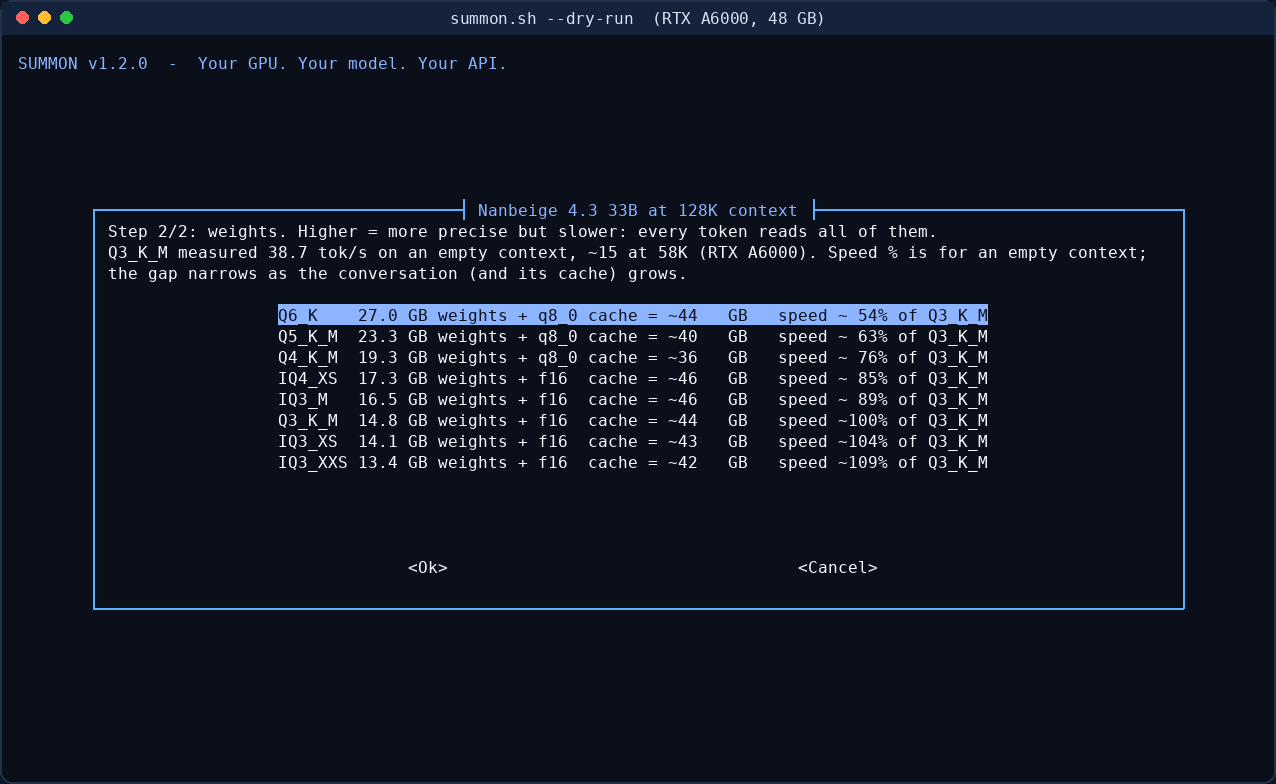 summon.sh --dry-run  (RTX A6000, 48 GB)
SUMMON v1.2.0  -  Your GPU. Your model. Your API.
Nanbeige 4.3 33B at 128K context
Step 2/2: weights. Higher = more precise but slower: every token reads all of them.
Q3_K_M measured 38.7 tok/s on an empty context, ~15 at 58K (RTX A6000). Speed % is for an empty context;
the gap narrows as the conversation (and its cache) grows.
Q6_K    27.0 GB weights + q8_0 cache = ~44   GB   speed ~ 54% of Q3_K_M
Q5_K_M  23.3 GB weights + q8_0 cache = ~40   GB   speed ~ 63% of Q3_K_M
Q4_K_M  19.3 GB weights + q8_0 cache = ~36   GB   speed ~ 76% of Q3_K_M
IQ4_XS  17.3 GB weights + f16  cache = ~46   GB   speed ~ 85% of Q3_K_M
IQ3_M   16.5 GB weights + f16  cache = ~46   GB   speed ~ 89% of Q3_K_M
Q3_K_M  14.8 GB weights + f16  cache = ~44   GB   speed ~100% of Q3_K_M
IQ3_XS  14.1 GB weights + f16  cache = ~43   GB   speed ~104% of Q3_K_M
IQ3_XXS 13.4 GB weights + f16  cache = ~42   GB   speed ~109% of Q3_K_M
<Ok>                                   <Cancel>